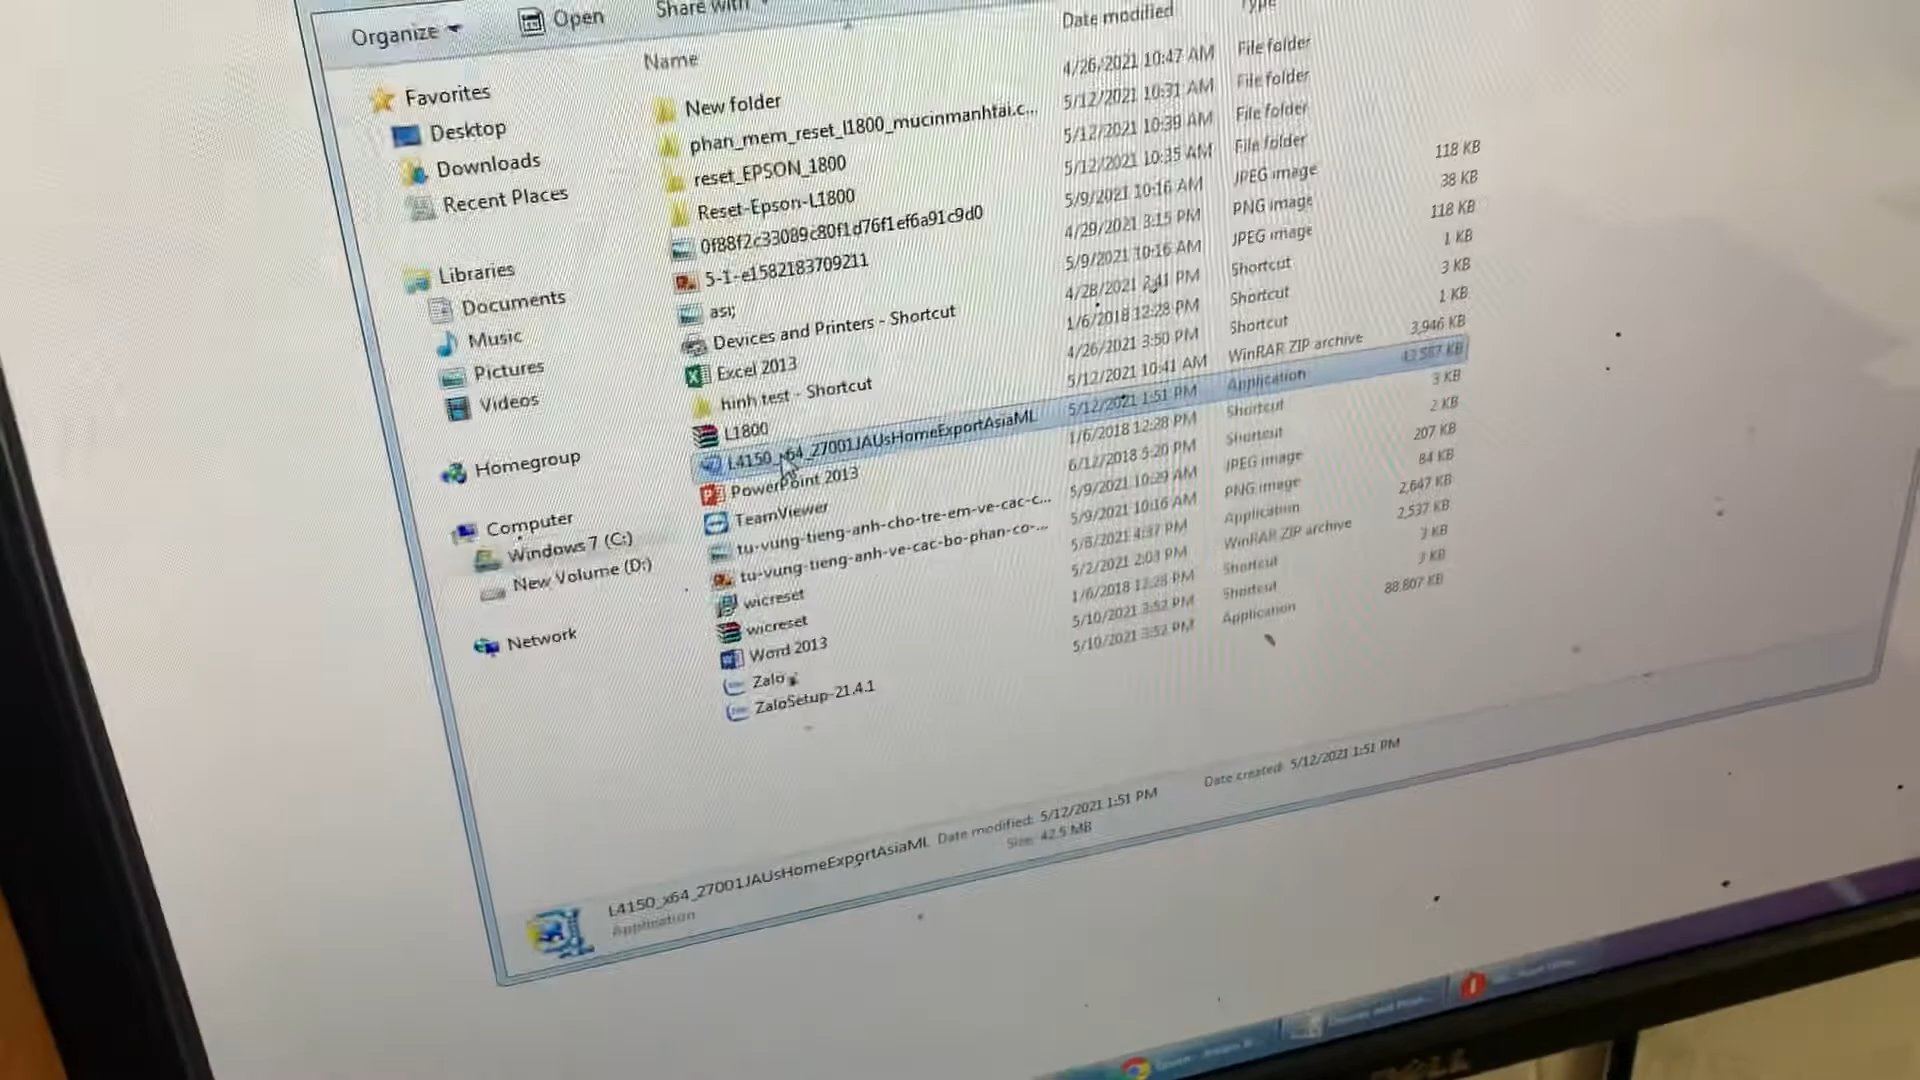 Organize
Open
Share with
Date modified
Type
Name
Favorites
Desktop
Downloads
Recent Places
Libraries
Documents
Music
Pictures
Videos
Homegroup
Computer
Windows 7 (C:)
New Volume (D:)
Network
New folder 4/26/2021 10:47 AM File folder
phan_mem_reset_l1800_mucinmanhtai.c... 5/12/2021 10:31 AM File folder
reset_EPSON_1800 5/12/2021 10:39 AM File folder
Reset-Epson-L1800 5/12/2021 10:35 AM File folder
0f88f2c33089c80f1d76f1ef6a91c9d0 5/9/2021 10:16 AM JPEG image 118 KB
5-1-e1582183709211 4/29/2021 3:15 PM PNG image 38 KB
asi; 5/9/2021 10:16 AM JPEG image 118 KB
Devices and Printers - Shortcut 4/28/2021 2:41 PM Shortcut 1 KB
Excel 2013 1/6/2018 12:28 PM Shortcut 3 KB
hinh test - Shortcut 4/26/2021 3:50 PM Shortcut 1 KB
L1800 5/12/2021 10:41 AM WinRAR ZIP archive 3,946 KB
L4150_x64_27001JAUsHomeExportAsiaML 5/12/2021 1:51 PM Application
PowerPoint 2013 1/6/2018 12:28 PM Shortcut 3 KB
TeamViewer 6/12/2018 5:20 PM Shortcut 2 KB
tu-vung-tieng-anh-cho-tre-em-ve-cac-c... 5/9/2021 10:29 AM JPEG image 207 KB
tu-vung-tieng-anh-ve-cac-bo-phan-co-... 5/9/2021 10:16 AM PNG image 84 KB
wicreset 5/8/2021 4:37 PM Application 2,647 KB
wicreset 5/2/2021 2:03 PM WinRAR ZIP archive 2,537 KB
Word 2013 1/6/2018 12:28 PM Shortcut 3 KB
Zalo 5/10/2021 3:52 PM Shortcut 3 KB
ZaloSetup-21.4.1 5/10/2021 3:52 PM Application 88,807 KB
L4150_x64_27001JAUsHomeExportAsiaML Date modified: 5/12/2021 1:51 PM Date created: 5/12/2021 1:51 PM
Application Size: 42.5 MB
DELL